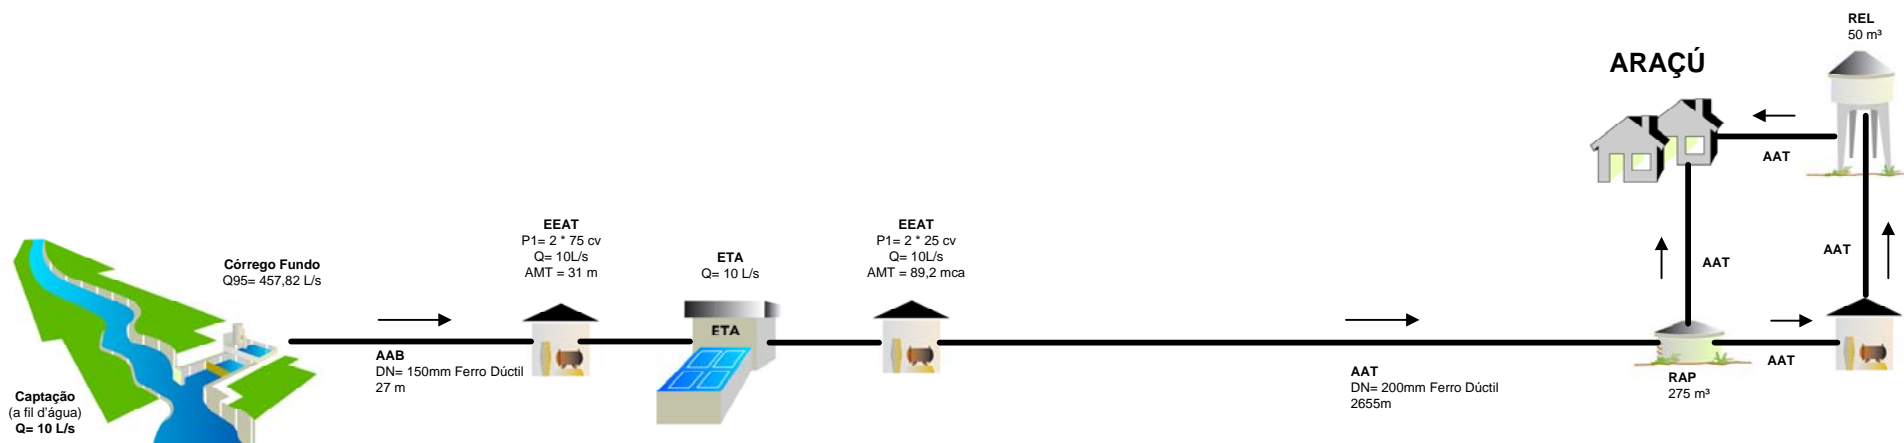 REL
50 m³
ARAÇÚ
AAT
EEAT
P1= 2 * 75 cv
Q= 10L/s
AMT = 31 m
EEAT
P1= 2 * 25 cv
Q= 10L/s
AMT = 89,2 mca
ETA
Q= 10 L/s
Córrego Fundo
Q95= 457,82 L/s
AAT
AAT
ETA
AAB
DN= 150mm Ferro Dúctil
27 m
AAT
DN= 200mm Ferro Dúctil
2655m
RAP
275 m³
AAT
Captação
(a fil d’água)
Q= 10 L/s